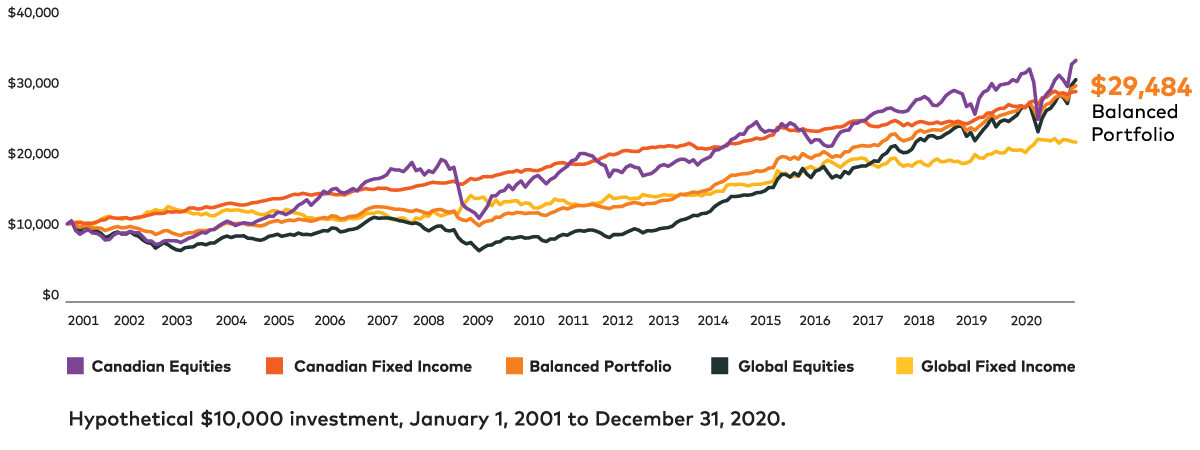 $40,000
$30,000
$20,000
$10,000
$0
$29,484
Balanced
Portfolio
2001 2002 2003 2004 2005 2006 2007 2008 2009 2010 2011 2012 2013 2014 2015 2016 2017 2018 2019 2020
Canadian Equities Canadian Fixed Income Balanced Portfolio Global Equities Global Fixed Income
Hypothetical $10,000 investment, January 1, 2001 to December 31, 2020.